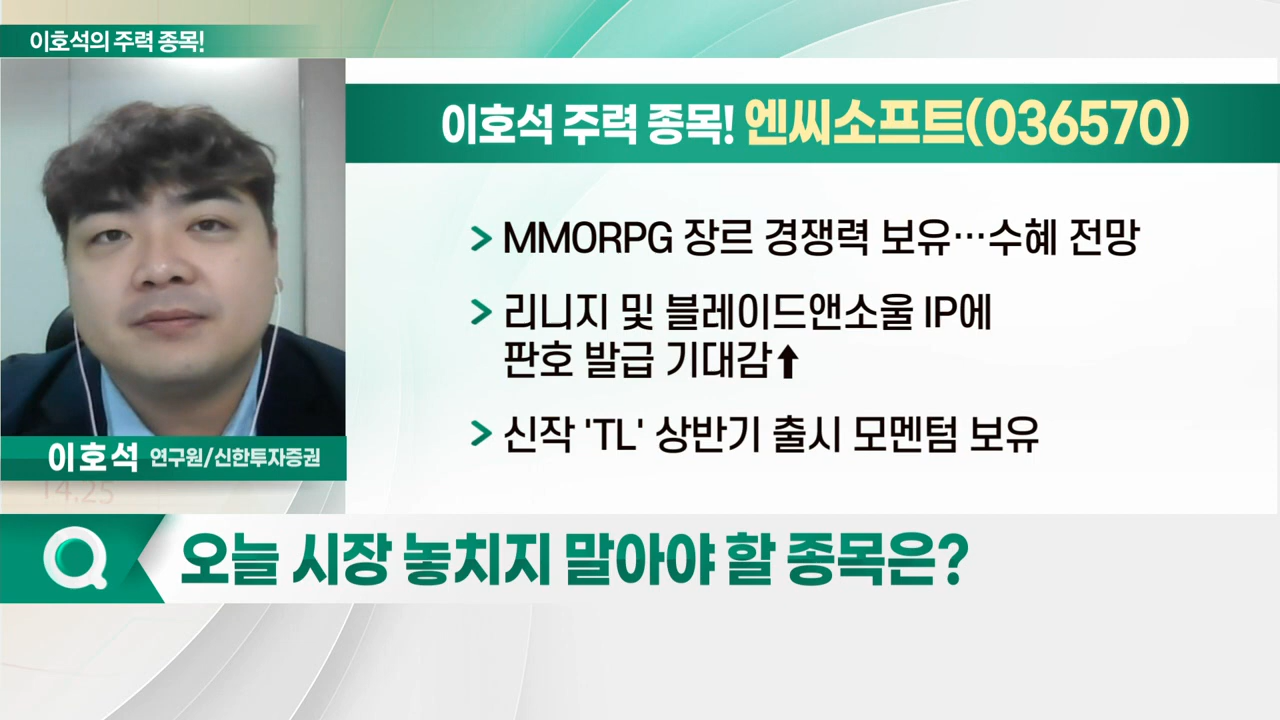 이호석의 주력 종목!
이호석 주력 종목! 엔씨소프트(036570)
> MMORPG 장르 경쟁력 보유…수혜 전망
> 리니지 및 블레이드앤소울 IP에
판호 발급 기대감⬆
> 신작 'TL' 상반기 출시 모멘텀 보유
이호석 연구원/신한투자증권
14.25
Q 오늘 시장 놓치지 말아야 할 종목은?